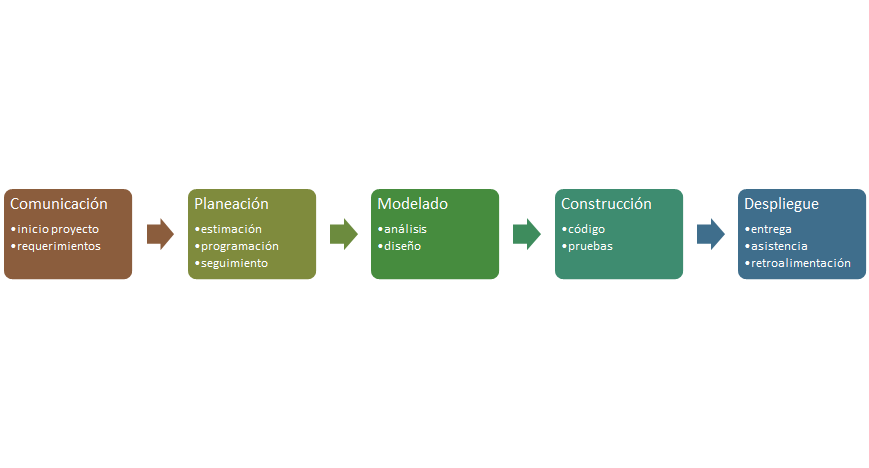 Comunicación
•inicio proyecto
•requerimientos
Planeación
•estimación
•programación
•seguimiento
Modelado
•análisis
•diseño
Construcción
•código
•pruebas
Despliegue
•entrega
•asistencia
•retroalimentación